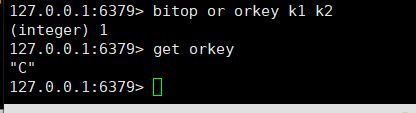 127.0.0.1:6379> bitop or orkey k1 k2
(integer) 1
127.0.0.1:6379> get orkey
"C"
127.0.0.1:6379>